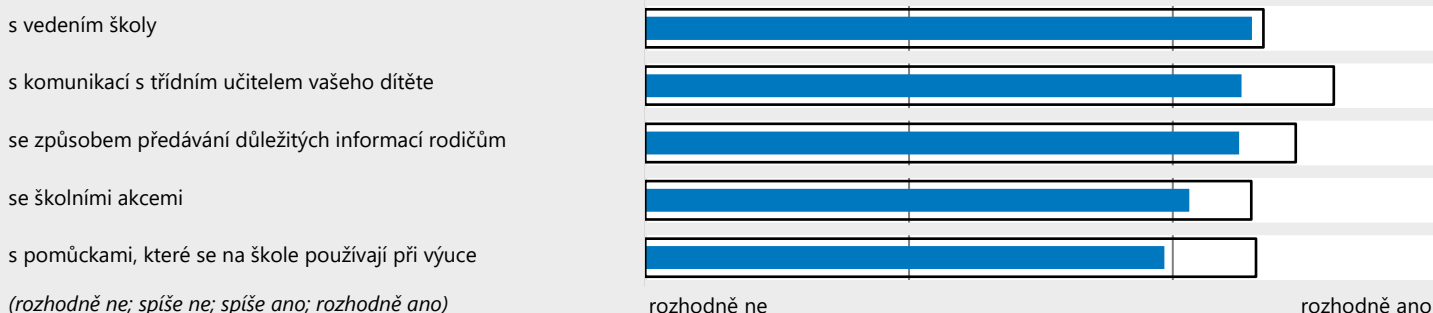 s vedením školy
s komunikací s třídním učitelem vašeho dítěte
se způsobem předávání důležitých informací rodičům
se školními akcemi
s pomůckami, které se na škole používají při výuce
(rozhodně ne; spíše ne; spíše ano; rozhodně ano) rozhodně ne rozhodně ano